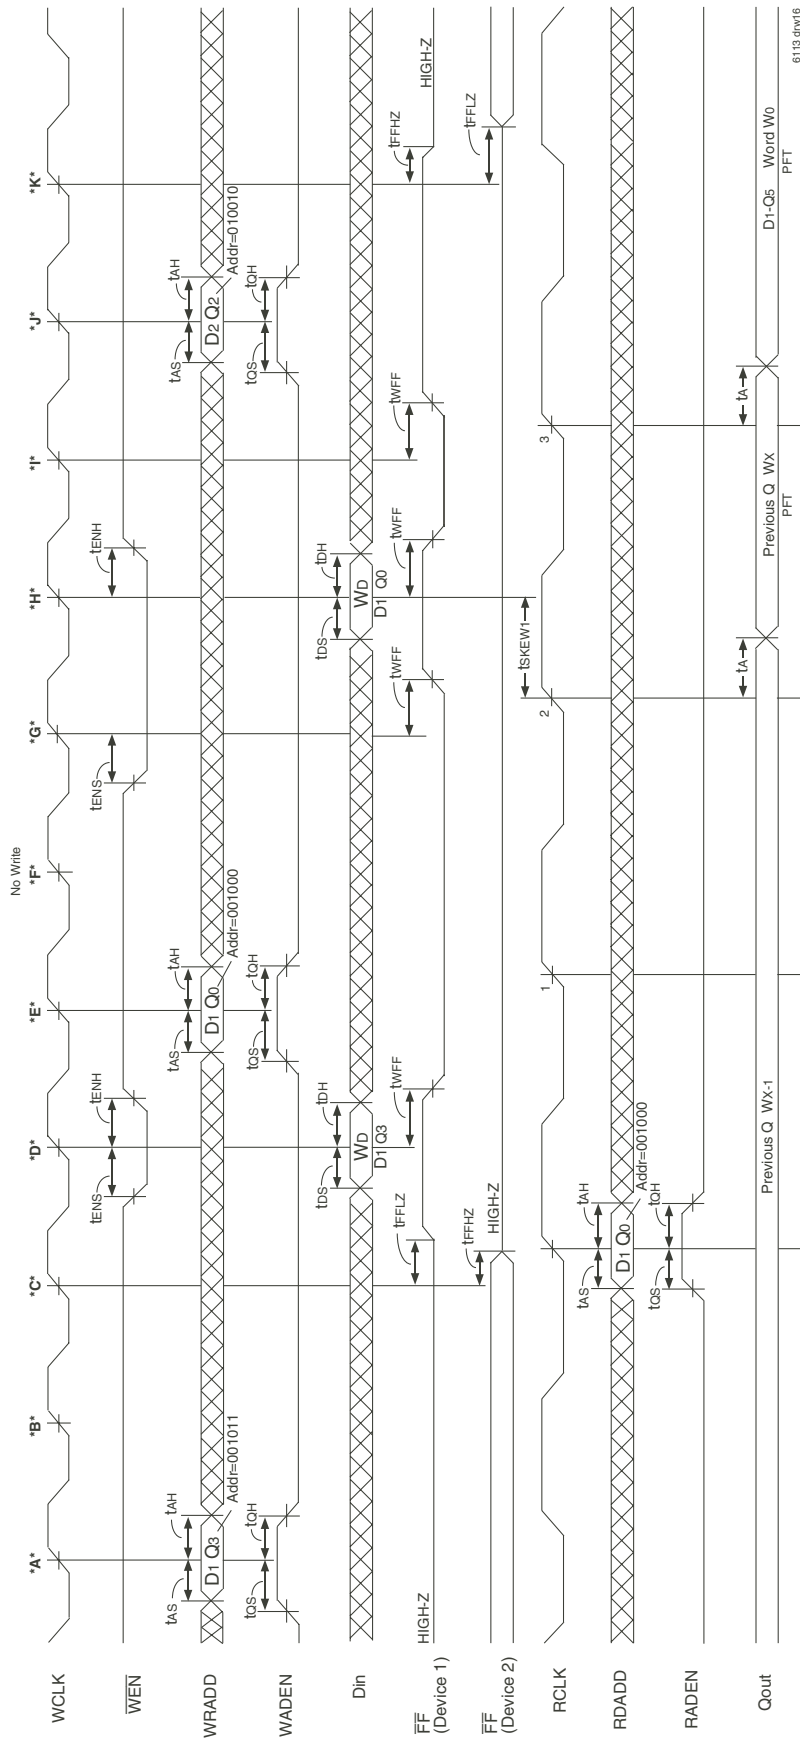 No Write
*A* *B* *C* *D* *E* *F* *G* *H* *I* *J* *K*
WCLK
tENS tENH tENS tENH
WEN
tAS tAH tAS tAH tAS tAH
WRADD D1 Q3 D1 Q0 D2 Q2
Addr=001011 Addr=001000 Addr=010010
tQS tQH tQS tQH tQS tQH
WADEN
tDS tDH tDS tDH
Din WD WD
D1 Q3 D1 Q0
tFFLZ tWFF tWFF tWFF tWFF tFFHZ
FF
(Device 1)
HIGH-Z HIGH-Z
tFFHZ tFFLZ
FF
(Device 2)
HIGH-Z
tSKEW1
1 2 3
RCLK
tAS tAH
RDADD D1 Q0
Addr=001000
tQS tQH
RADEN
tA tA
Qout Previous Q WX-1 Previous Q WX D1-Q5 Word W0
PFT PFT
6113 drw16